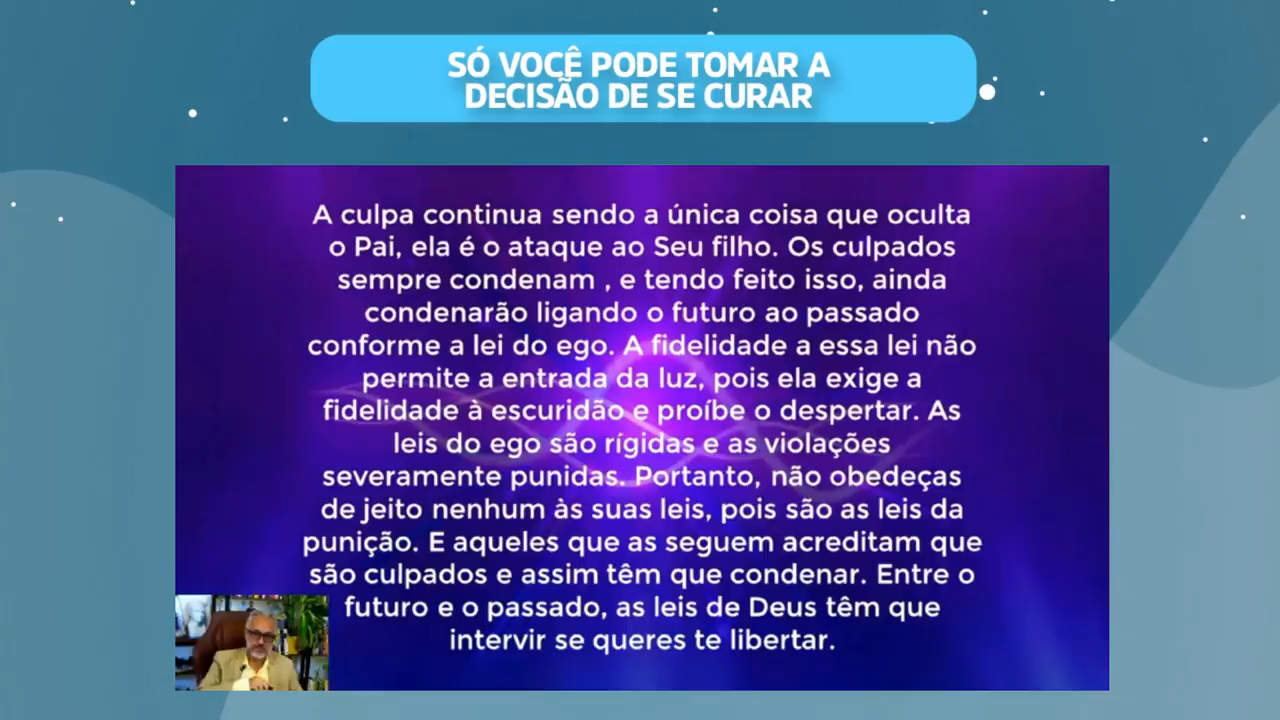 SÓ VOCÊ PODE TOMAR A
DECISÃO DE SE CURAR
A culpa continua sendo a única coisa que oculta
o Pai, ela é o ataque ao Seu filho. Os culpados
sempre condenam , e tendo feito isso, ainda
condenarão ligando o futuro ao passado
conforme a lei do ego. A fidelidade a essa lei não
permite a entrada da luz, pois ela exige a
fidelidade à escuridão e proíbe o despertar. As
leis do ego são rígidas e as violações
severamente punidas. Portanto, não obedeças
de jeito nenhum às suas leis, pois são as leis da
punição. E aqueles que as seguem acreditam que
são culpados e assim têm que condenar. Entre o
futuro e o passado, as leis de Deus têm que
intervir se queres te libertar.